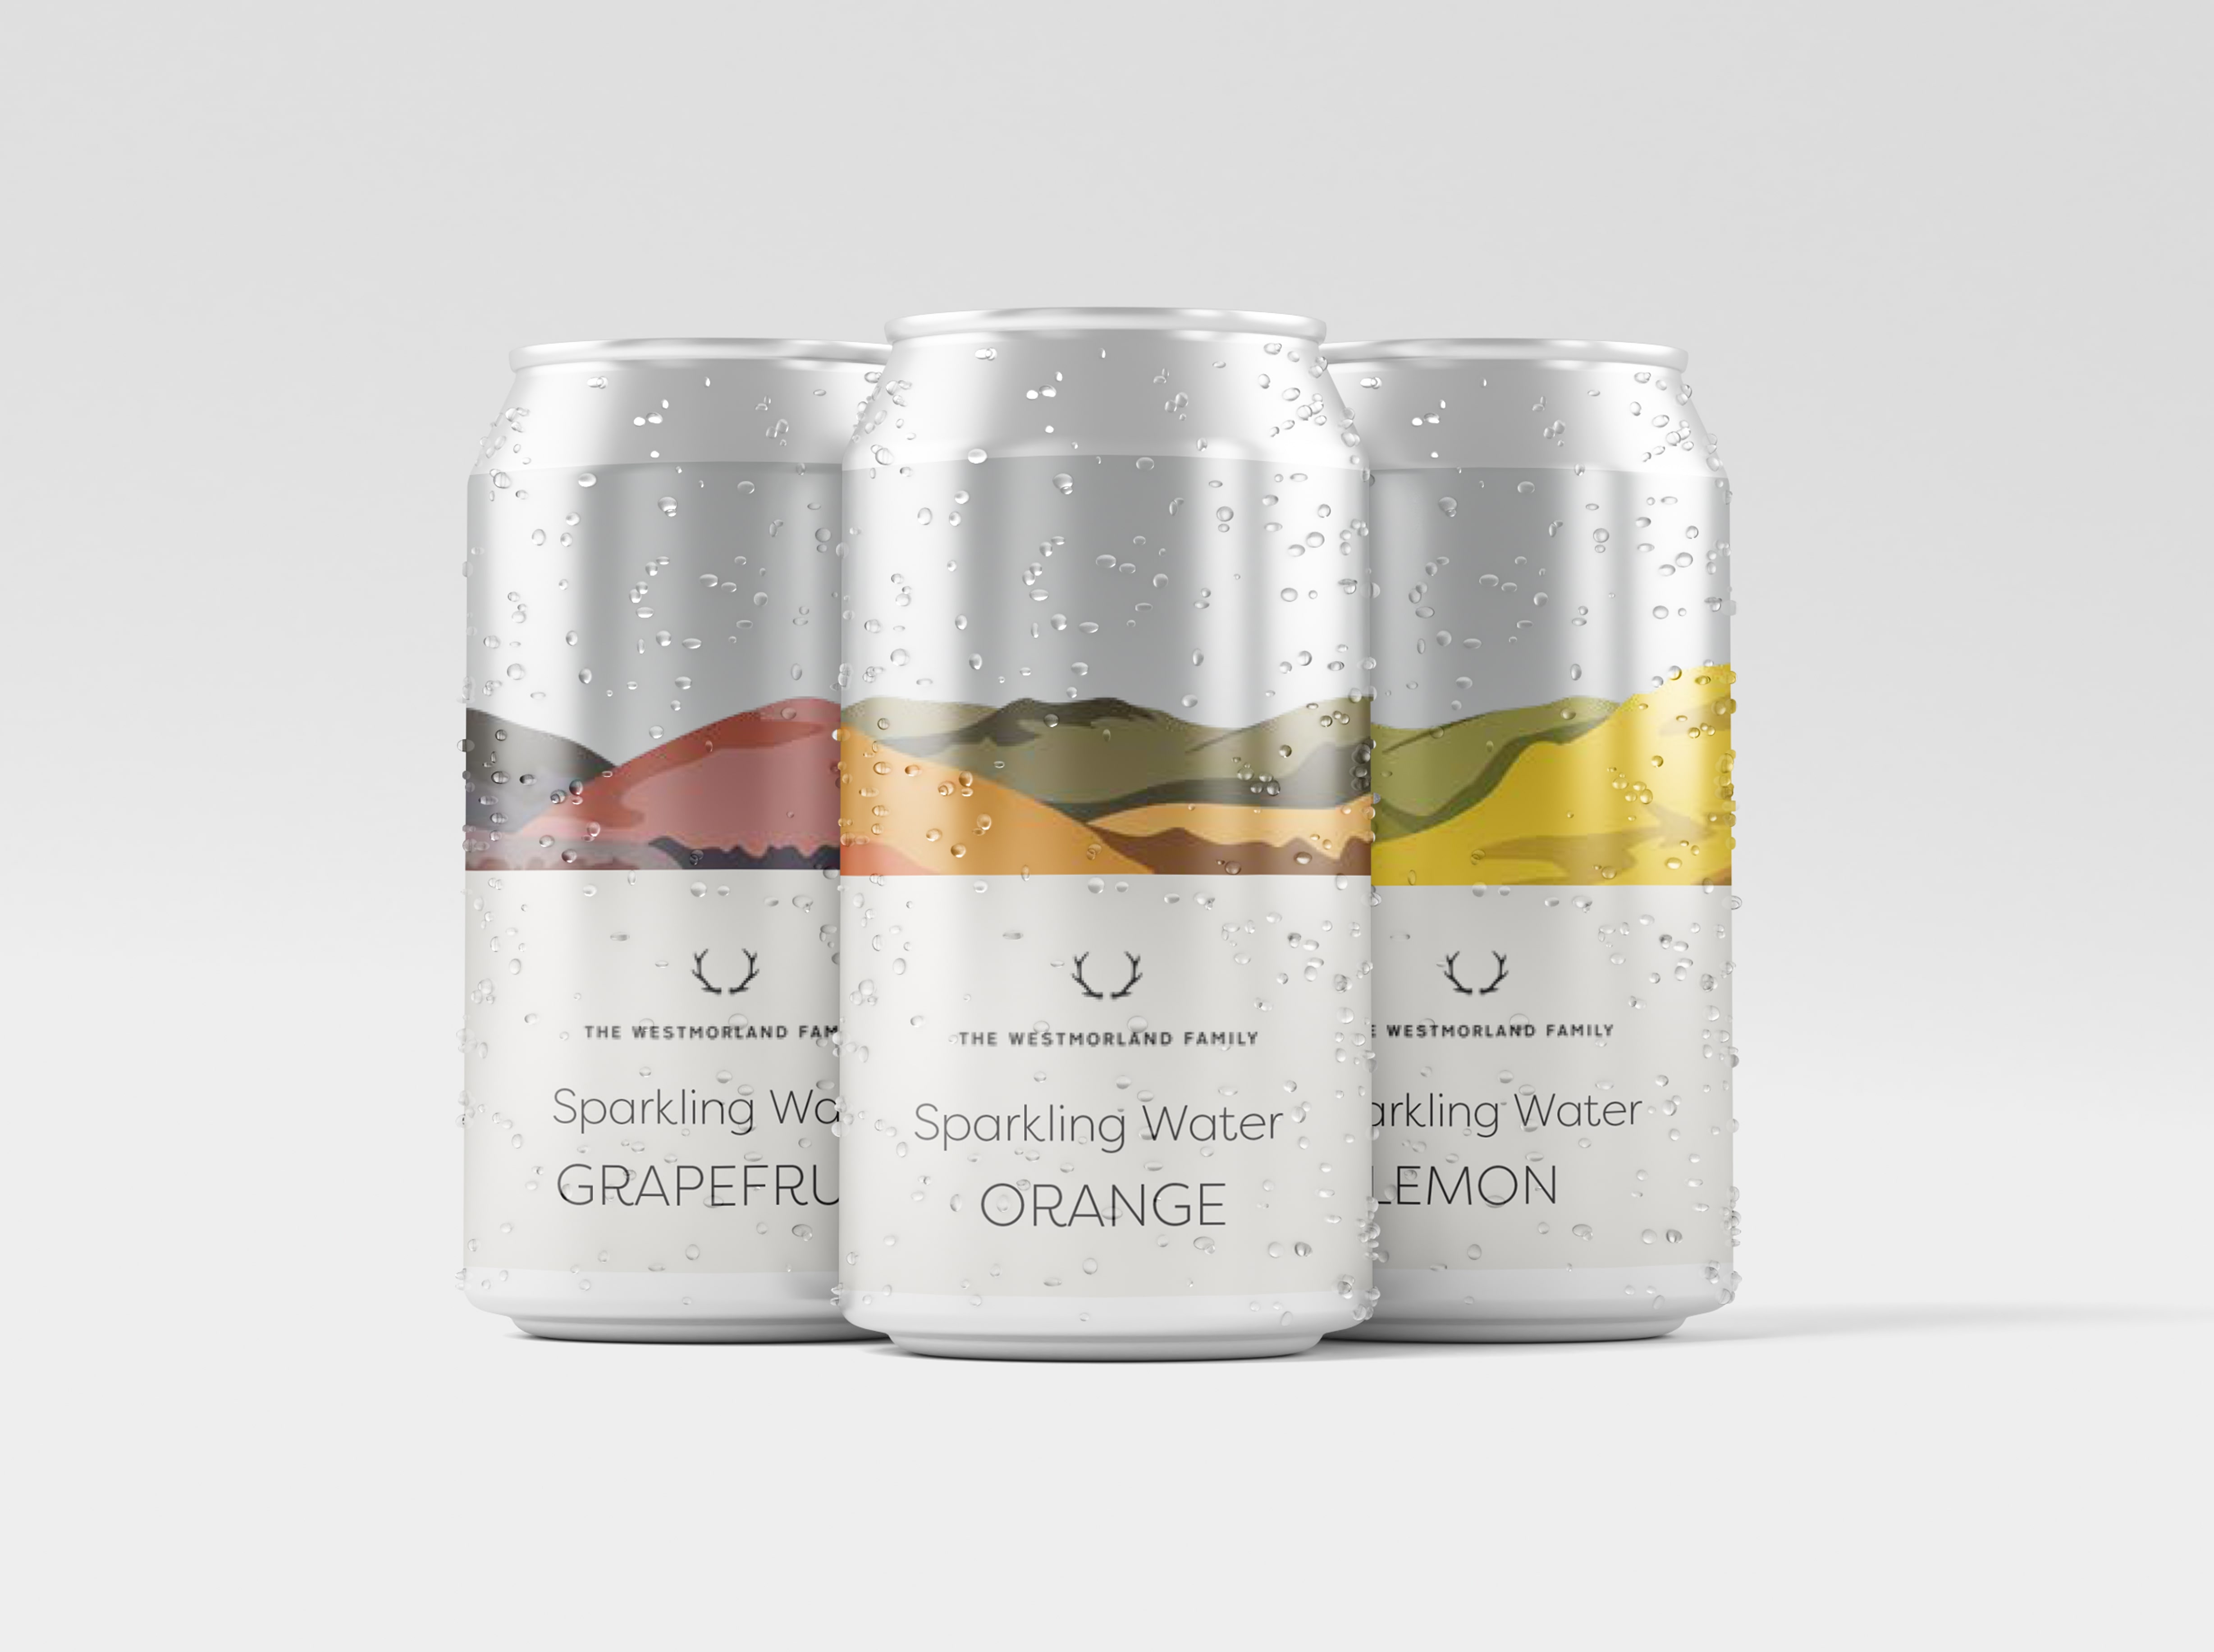 THE WESTMORLAND FAM
Sparkling Wa
GRAPEFRU
THE WESTMORLAND FAMILY
Sparkling Water
ORANGE
E WESTMORLAND FAMILY
arkling Water
LEMON